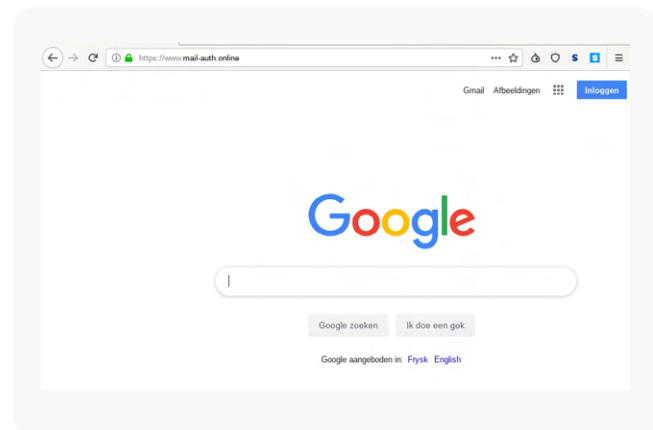 https://www.mail-auth.online
Gmail Afbeeldingen Inloggen
Google
Google zoeken Ik doe een gok
Google aangeboden in: Frysk English